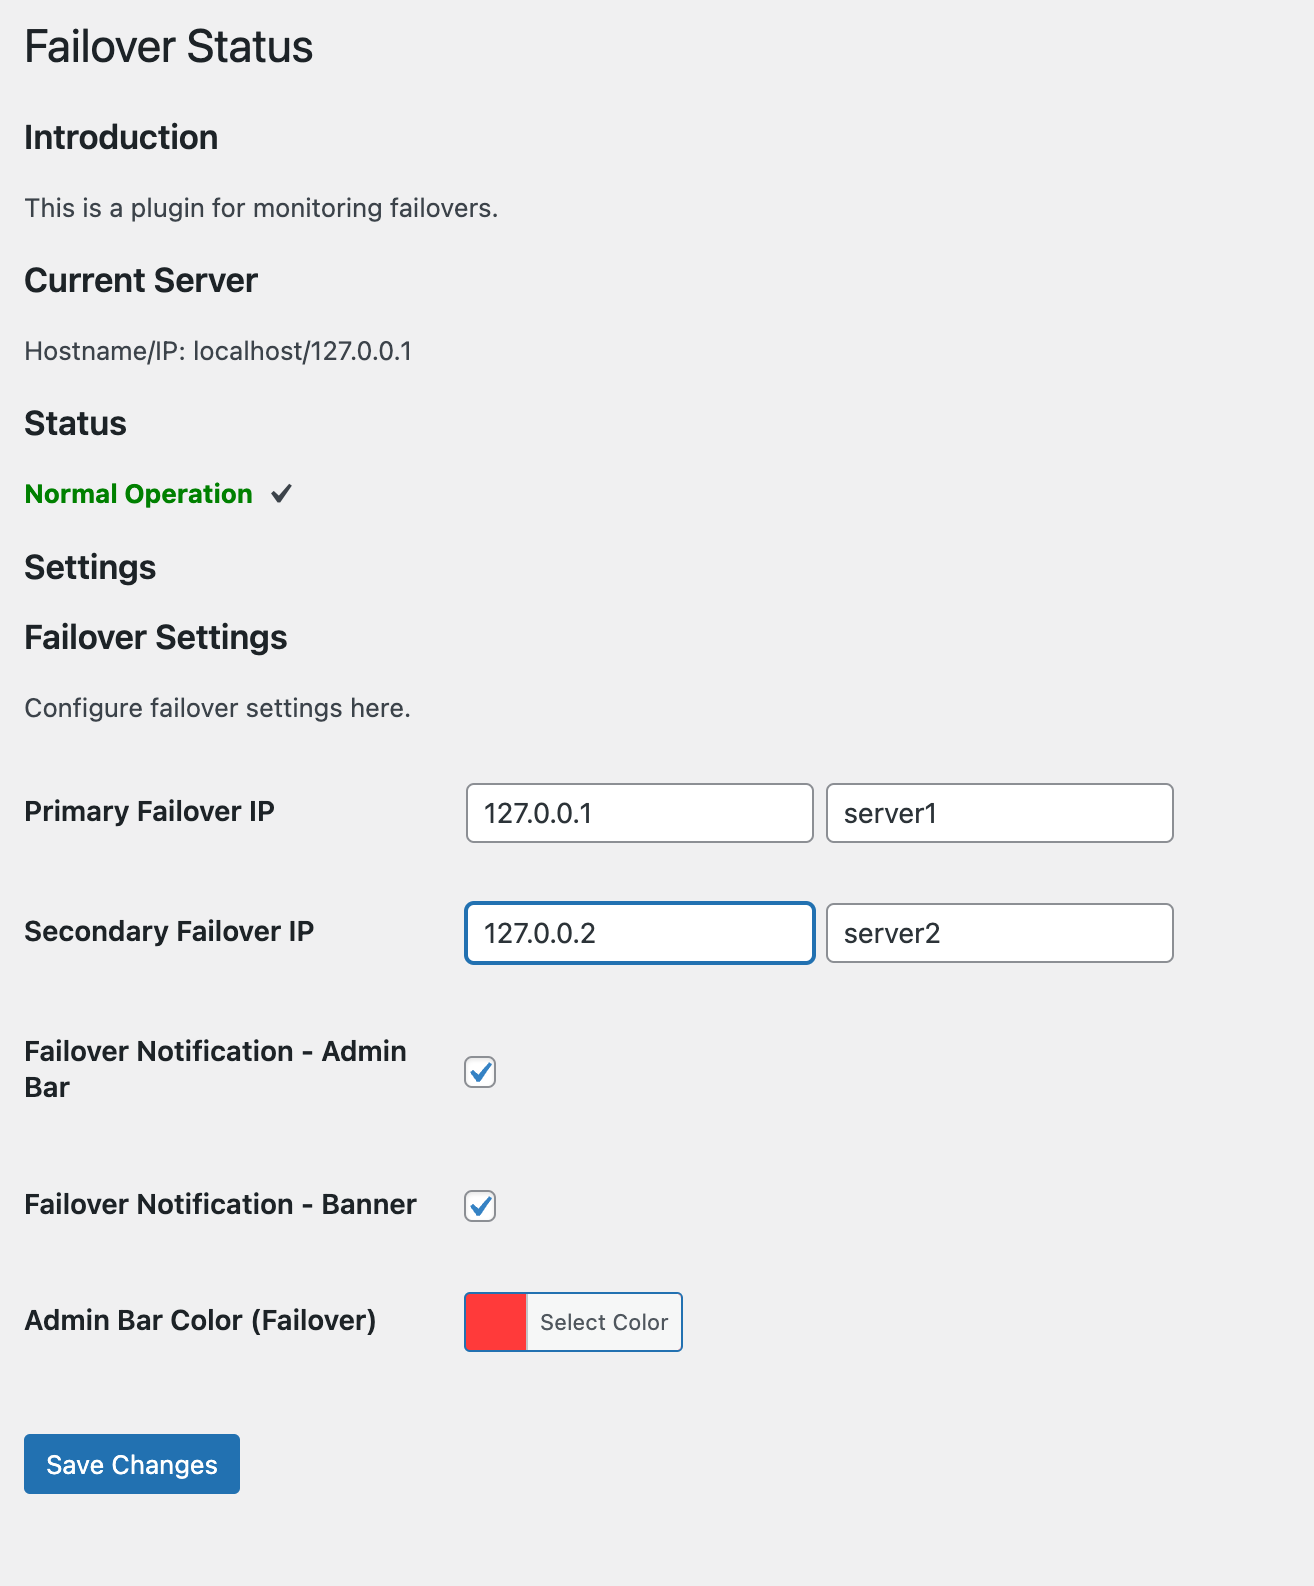 Failover Status
Introduction
This is a plugin for monitoring failovers.
Current Server
Hostname/IP: localhost/127.0.0.1
Status
Normal Operation ✔
Settings
Failover Settings
Configure failover settings here.
Primary Failover IP 127.0.0.1 server1
Secondary Failover IP 127.0.0.2 server2
Failover Notification - Admin
Bar
Failover Notification - Banner
Admin Bar Color (Failover) Select Color
Save Changes